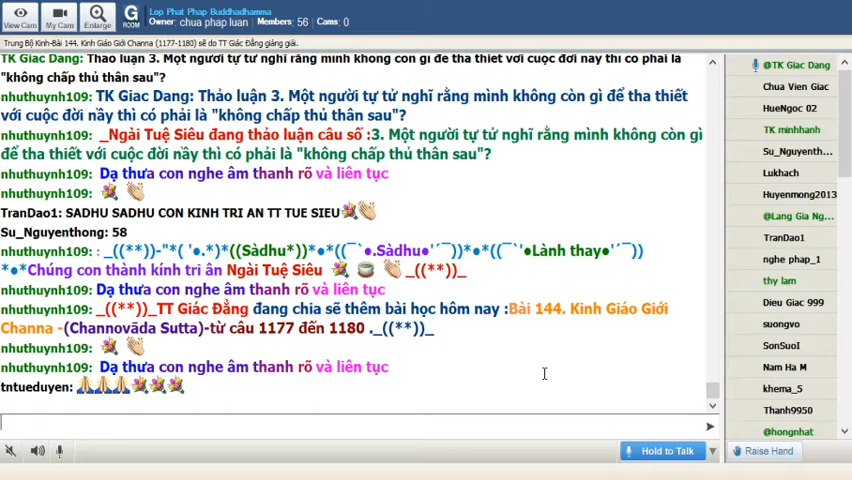 Lop Phat Phap Buddhadhamma
Owner: chua phap luan Members: 56 Cams: 0
View Cam
My Cam
Enlarge
G
ROOM
Trung Bộ Kinh-Bài 144. Kinh Giáo Giới Channa (1177-1180) sẽ do TT Giác Đẳng giảng giải.
TK Giac Dang: Thảo luận 3. Một người tự tử nghĩ rằng mình không còn gì để tha thiết với cuộc đời này thì có phải là
"không chấp thủ thân sau"?
nhuthuynh109: TK Giac Dang: Thảo luận 3. Một người tự tử nghĩ rằng mình không còn gì để tha thiết
với cuộc đời này thì có phải là "không chấp thủ thân sau"?
nhuthuynh109: _Ngài Tuệ Siêu đang thảo luận câu số :3. Một người tự tử nghĩ rằng mình không còn gì
để tha thiết với cuộc đời nầy thì có phải là "không chấp thủ thân sau"?
nhuthuynh109: Dạ thưa con nghe âm thanh rõ và liên tục
nhuthuynh109:
TranDao1: SADHU SADHU CON KINH TRI AN TT TUE SIEU
Su_Nguyenthong: 58
nhuthuynh109: : _((**))-"*( '●.*)*((Sàdhu*))*●*((¯`●.Sàdhu●'´¯))*●*((¯`'●Lành thay●'´¯))
*●*Chúng con thành kính tri ân Ngài Tuệ Siêu _((**))_
nhuthuynh109: Dạ thưa con nghe âm thanh rõ và liên tục
nhuthuynh109: _((**))_TT Giác Đẳng đang chia sẽ thêm bài học hôm nay :Bài 144. Kinh Giáo Giới
Channa -(Channovāda Sutta)-từ câu 1177 đến 1180 ._((**))_
nhuthuynh109:
nhuthuynh109: Dạ thưa con nghe âm thanh rõ và liên tục
tntueduyen:
@TK Giac Dang
Chua Vien Giac
HueNgoc 02
TK minhhanh
Su_Nguyenth...
Lukhach
Huyenmong2013
@Lang Gia Ng...
TranDao1
nghe phap_1
thy lam
Dieu Giac 999
suongvo
SonSuoI
Nam Ha M
khema_5
Thanh9950
@hongnhat
Hold to Talk
Raise Hand